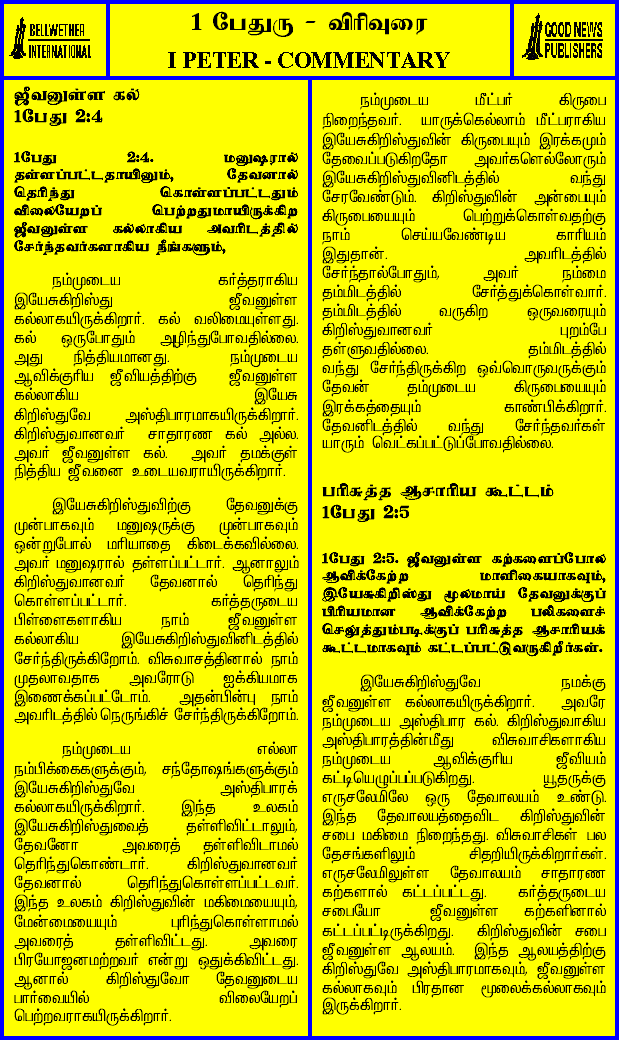 BELLWETHER
INTERNATIONAL
1 பேதுரு - விரிவுரை
I PETER - COMMENTARY
GOOD NEWS
PUBLISHERS
ஜீவனுள்ள கல்
1பேது 2:4
1பேது 2:4. மனுஷரால்
தள்ளப்பட்டதாயினும், தேவனால்
தெரிந்து கொள்ளப்பட்டதும்
விலையேறப் பெற்றதுமாயிருக்கிற
ஜீவனுள்ள கல்லாகிய அவரிடத்தில்
சேர்ந்தவர்களாகிய நீங்களும்,
நம்முடைய கர்த்தராகிய
இயேசுகிறிஸ்து ஜீவனுள்ள
கல்லாகயிருக்கிறார். கல் வலிமையுள்ளது.
கல் ஒருபோதும் அழிந்துபோவதில்லை.
அது நித்தியமானது. நம்முடைய
ஆவிக்குரிய ஜீவியத்திற்கு ஜீவனுள்ள
கல்லாகிய இயேசு
கிறிஸ்துவே அஸ்திபாரமாகயிருக்கிறார்.
கிறிஸ்துவானவர் சாதாரண கல் அல்ல.
அவர் ஜீவனுள்ள கல். அவர் தமக்குள்
நித்திய ஜீவனை உடையவராயிருக்கிறார்.
இயேசுகிறிஸ்துவிற்கு தேவனுக்கு
முன்பாகவும் மனுஷருக்கு முன்பாகவும்
ஒன்றுபோல் மரியாதை கிடைக்கவில்லை.
அவர் மனுஷரால் தள்ளப்பட்டார். ஆனாலும்
கிறிஸ்துவானவர் தேவனால் தெரிந்து
கொள்ளப்பட்டார். கர்த்தருடைய
பிள்ளைகளாகிய நாம் ஜீவனுள்ள
கல்லாகிய இயேசுகிறிஸ்துவினிடத்தில்
சேர்ந்திருக்கிறோம். விசுவாசத்தினால் நாம்
முதலாவதாக அவரோடு ஐக்கியமாக
இணைக்கப்பட்டோம். அதன்பின்பு நாம்
அவரிடத்தில் நெருங்கிச் சேர்ந்திருக்கிறோம்.
நம்முடைய எல்லா
நம்பிக்கைகளுக்கும், சந்தோஷங்களுக்கும்
இயேசுகிறிஸ்துவே அஸ்திபாரக்
கல்லாகயிருக்கிறார். இந்த உலகம்
இயேசுகிறிஸ்துவைத் தள்ளிவிட்டாலும்,
தேவனோ அவரைத் தள்ளிவிடாமல்
தெரிந்துகொண்டார். கிறிஸ்துவானவர்
தேவனால் தெரிந்துகொள்ளப்பட்டவர்.
இந்த உலகம் கிறிஸ்துவின் மகிமையையும்,
மேன்மையையும் புரிந்துகொள்ளாமல்
அவரைத் தள்ளிவிட்டது. அவரை
பிரயோஜனமற்றவர் என்று ஒதுக்கிவிட்டது.
ஆனால் கிறிஸ்துவோ தேவனுடைய
பார்வையில் விலையேறப்
பெற்றவராகயிருக்கிறார்.
நம்முடைய மீட்பர் கிருபை
நிறைந்தவர். யாருக்கெல்லாம் மீட்பராகிய
இயேசுகிறிஸ்துவின் கிருபையும் இரக்கமும்
தேவைப்படுகிறதோ அவர்களெல்லோரும்
இயேசுகிறிஸ்துவினிடத்தில் வந்து
சேரவேண்டும். கிறிஸ்துவின் அன்பையும்
கிருபையையும் பெற்றுக்கொள்வதற்கு
நாம் செய்யவேண்டிய காரியம்
இதுதான். அவரிடத்தில்
சேர்ந்தால்போதும், அவர் நம்மை
தம்மிடத்தில் சேர்த்துக்கொள்வார்.
தம்மிடத்தில் வருகிற ஒருவரையும்
கிறிஸ்துவானவர் புறம்பே
தள்ளுவதில்லை. தம்மிடத்தில்
வந்து சேர்ந்திருக்கிற ஒவ்வொருவருக்கும்
தேவன் தம்முடைய கிருபையையும்
இரக்கத்தையும் காண்பிக்கிறார்.
தேவனிடத்தில் வந்து சேர்ந்தவர்கள்
யாரும் வெட்கப்பட்டுப்போவதில்லை.
பரிசுத்த ஆசாரிய கூட்டம்
1பேது 2:5
1பேது 2:5. ஜீவனுள்ள கற்களைப்போல
ஆவிக்கேற்ற மாளிகையாகவும்,
இயேசுகிறிஸ்து மூலமாய் தேவனுக்குப்
பிரியமான ஆவிக்கேற்ற பலிகளைச்
செலுத்தும்படிக்குப் பரிசுத்த ஆசாரியக்
கூட்டமாகவும் கட்டப்பட்டுவருகிறீர்கள்.
இயேசுகிறிஸ்துவே நமக்கு
ஜீவனுள்ள கல்லாகயிருக்கிறார். அவரே
நம்முடைய அஸ்திபார கல். கிறிஸ்துவாகிய
அஸ்திபாரத்தின்மீது விசுவாசிகளாகிய
நம்முடைய ஆவிக்குரிய ஜீவியம்
கட்டியெழுப்பப்படுகிறது. யூதருக்கு
எருசலேமிலே ஒரு தேவாலயம் உண்டு.
இந்த தேவாலயத்தைவிட கிறிஸ்துவின்
சபை மகிமை நிறைந்தது. விசுவாசிகள் பல
தேசங்களிலும் சிதறியிருக்கிறார்கள்.
எருசலேமிலுள்ள தேவாலயம் சாதாரண
கற்களால் கட்டப்பட்டது. கர்த்தருடைய
சபையோ ஜீவனுள்ள கற்களினால்
கட்டப்பட்டிருக்கிறது. கிறிஸ்துவின் சபை
ஜீவனுள்ள ஆலயம். இந்த ஆலயத்திற்கு
கிறிஸ்துவே அஸ்திபாரமாகவும், ஜீவனுள்ள
கல்லாகவும் பிரதான மூலைக்கல்லாகவும்
இருக்கிறார்.